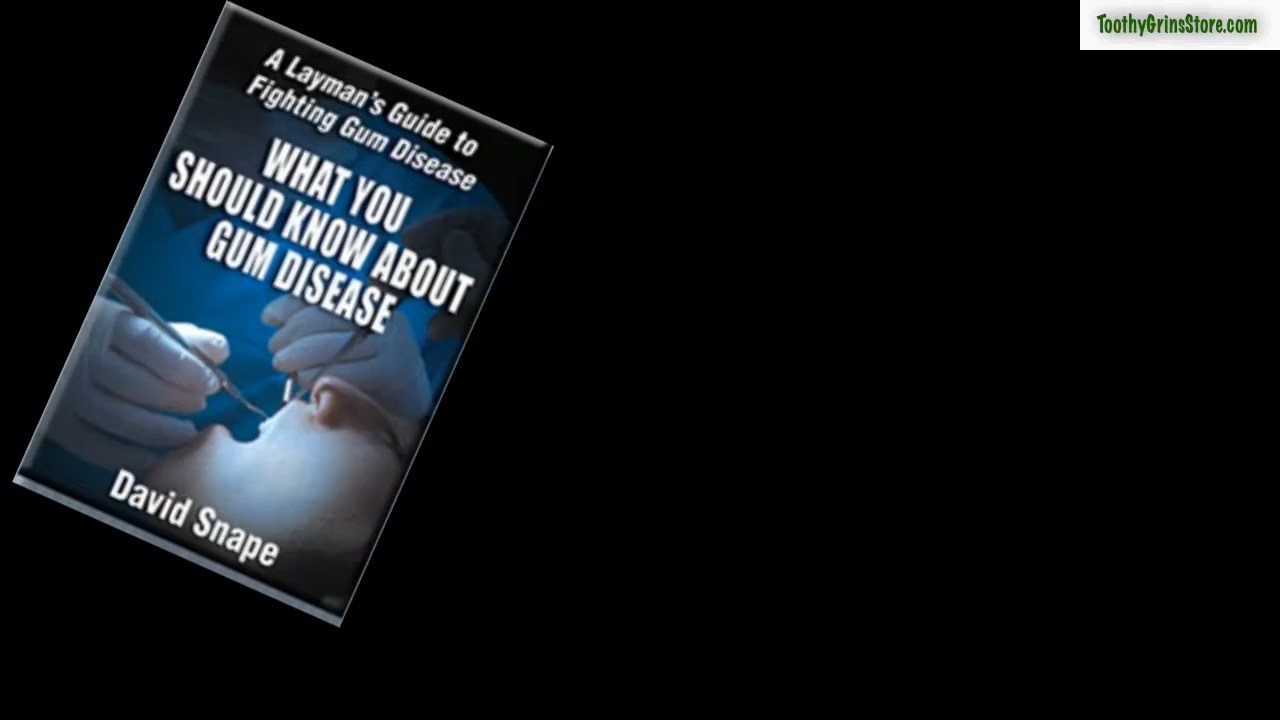 ToothyGrinsStore.com
A Layman's Guide to
Fighting Gum Disease
WHAT YOU
SHOULD KNOW ABOUT
GUM DISEASE
David Snape